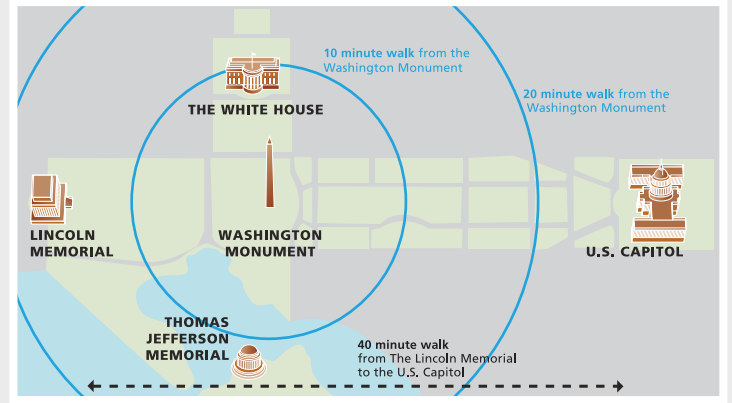 10 minute walk from the
Washington Monument
20 minute walk from the
Washington Monument
THE WHITE HOUSE
LINCOLN
MEMORIAL
WASHINGTON
MONUMENT
U.S. CAPITOL
THOMAS
JEFFERSON
MEMORIAL
40 minute walk
from The Lincoln Memorial
to the U.S. Capitol